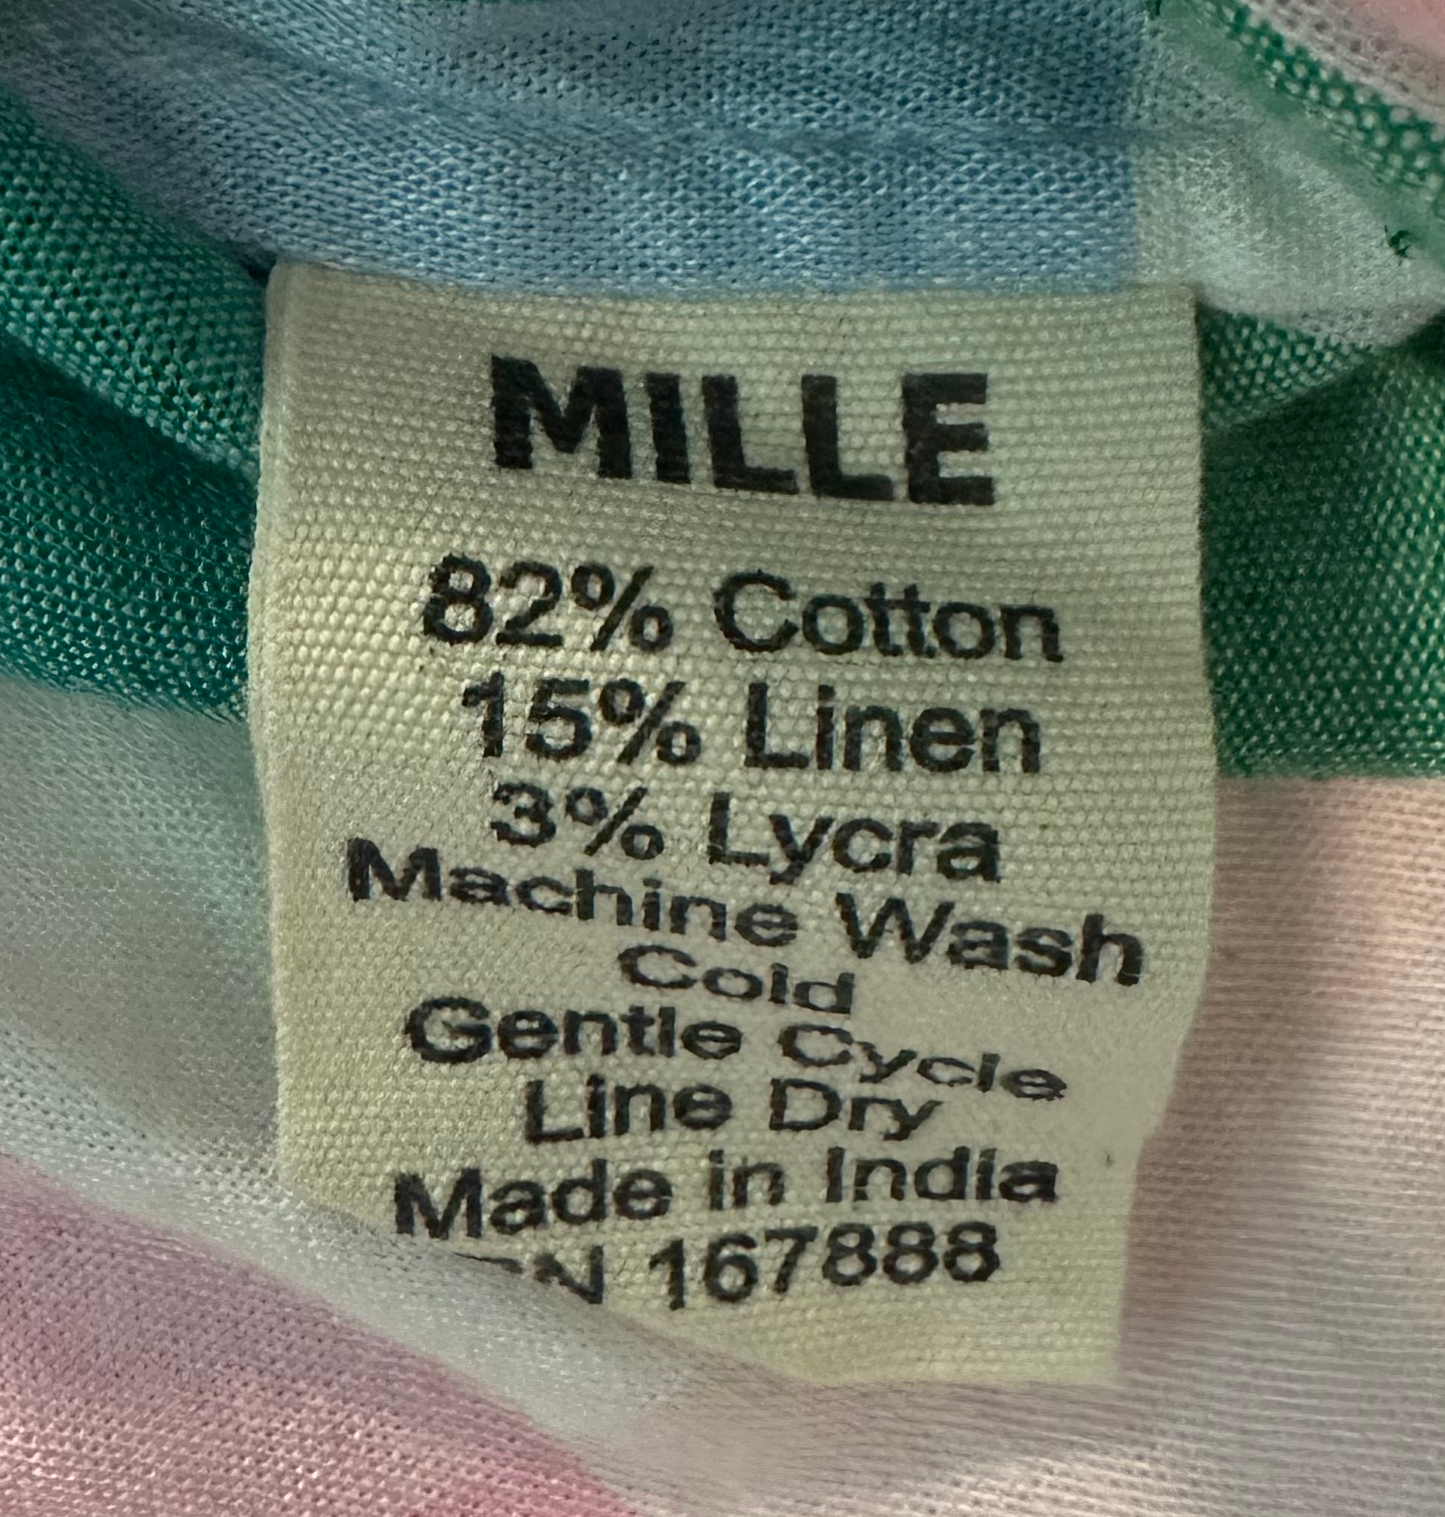 MILLE
82% Cotton
15% Linen
3% Lycra
Machine Wash
Cold
Gentle Cycle
Line Dry
Made in India
167888